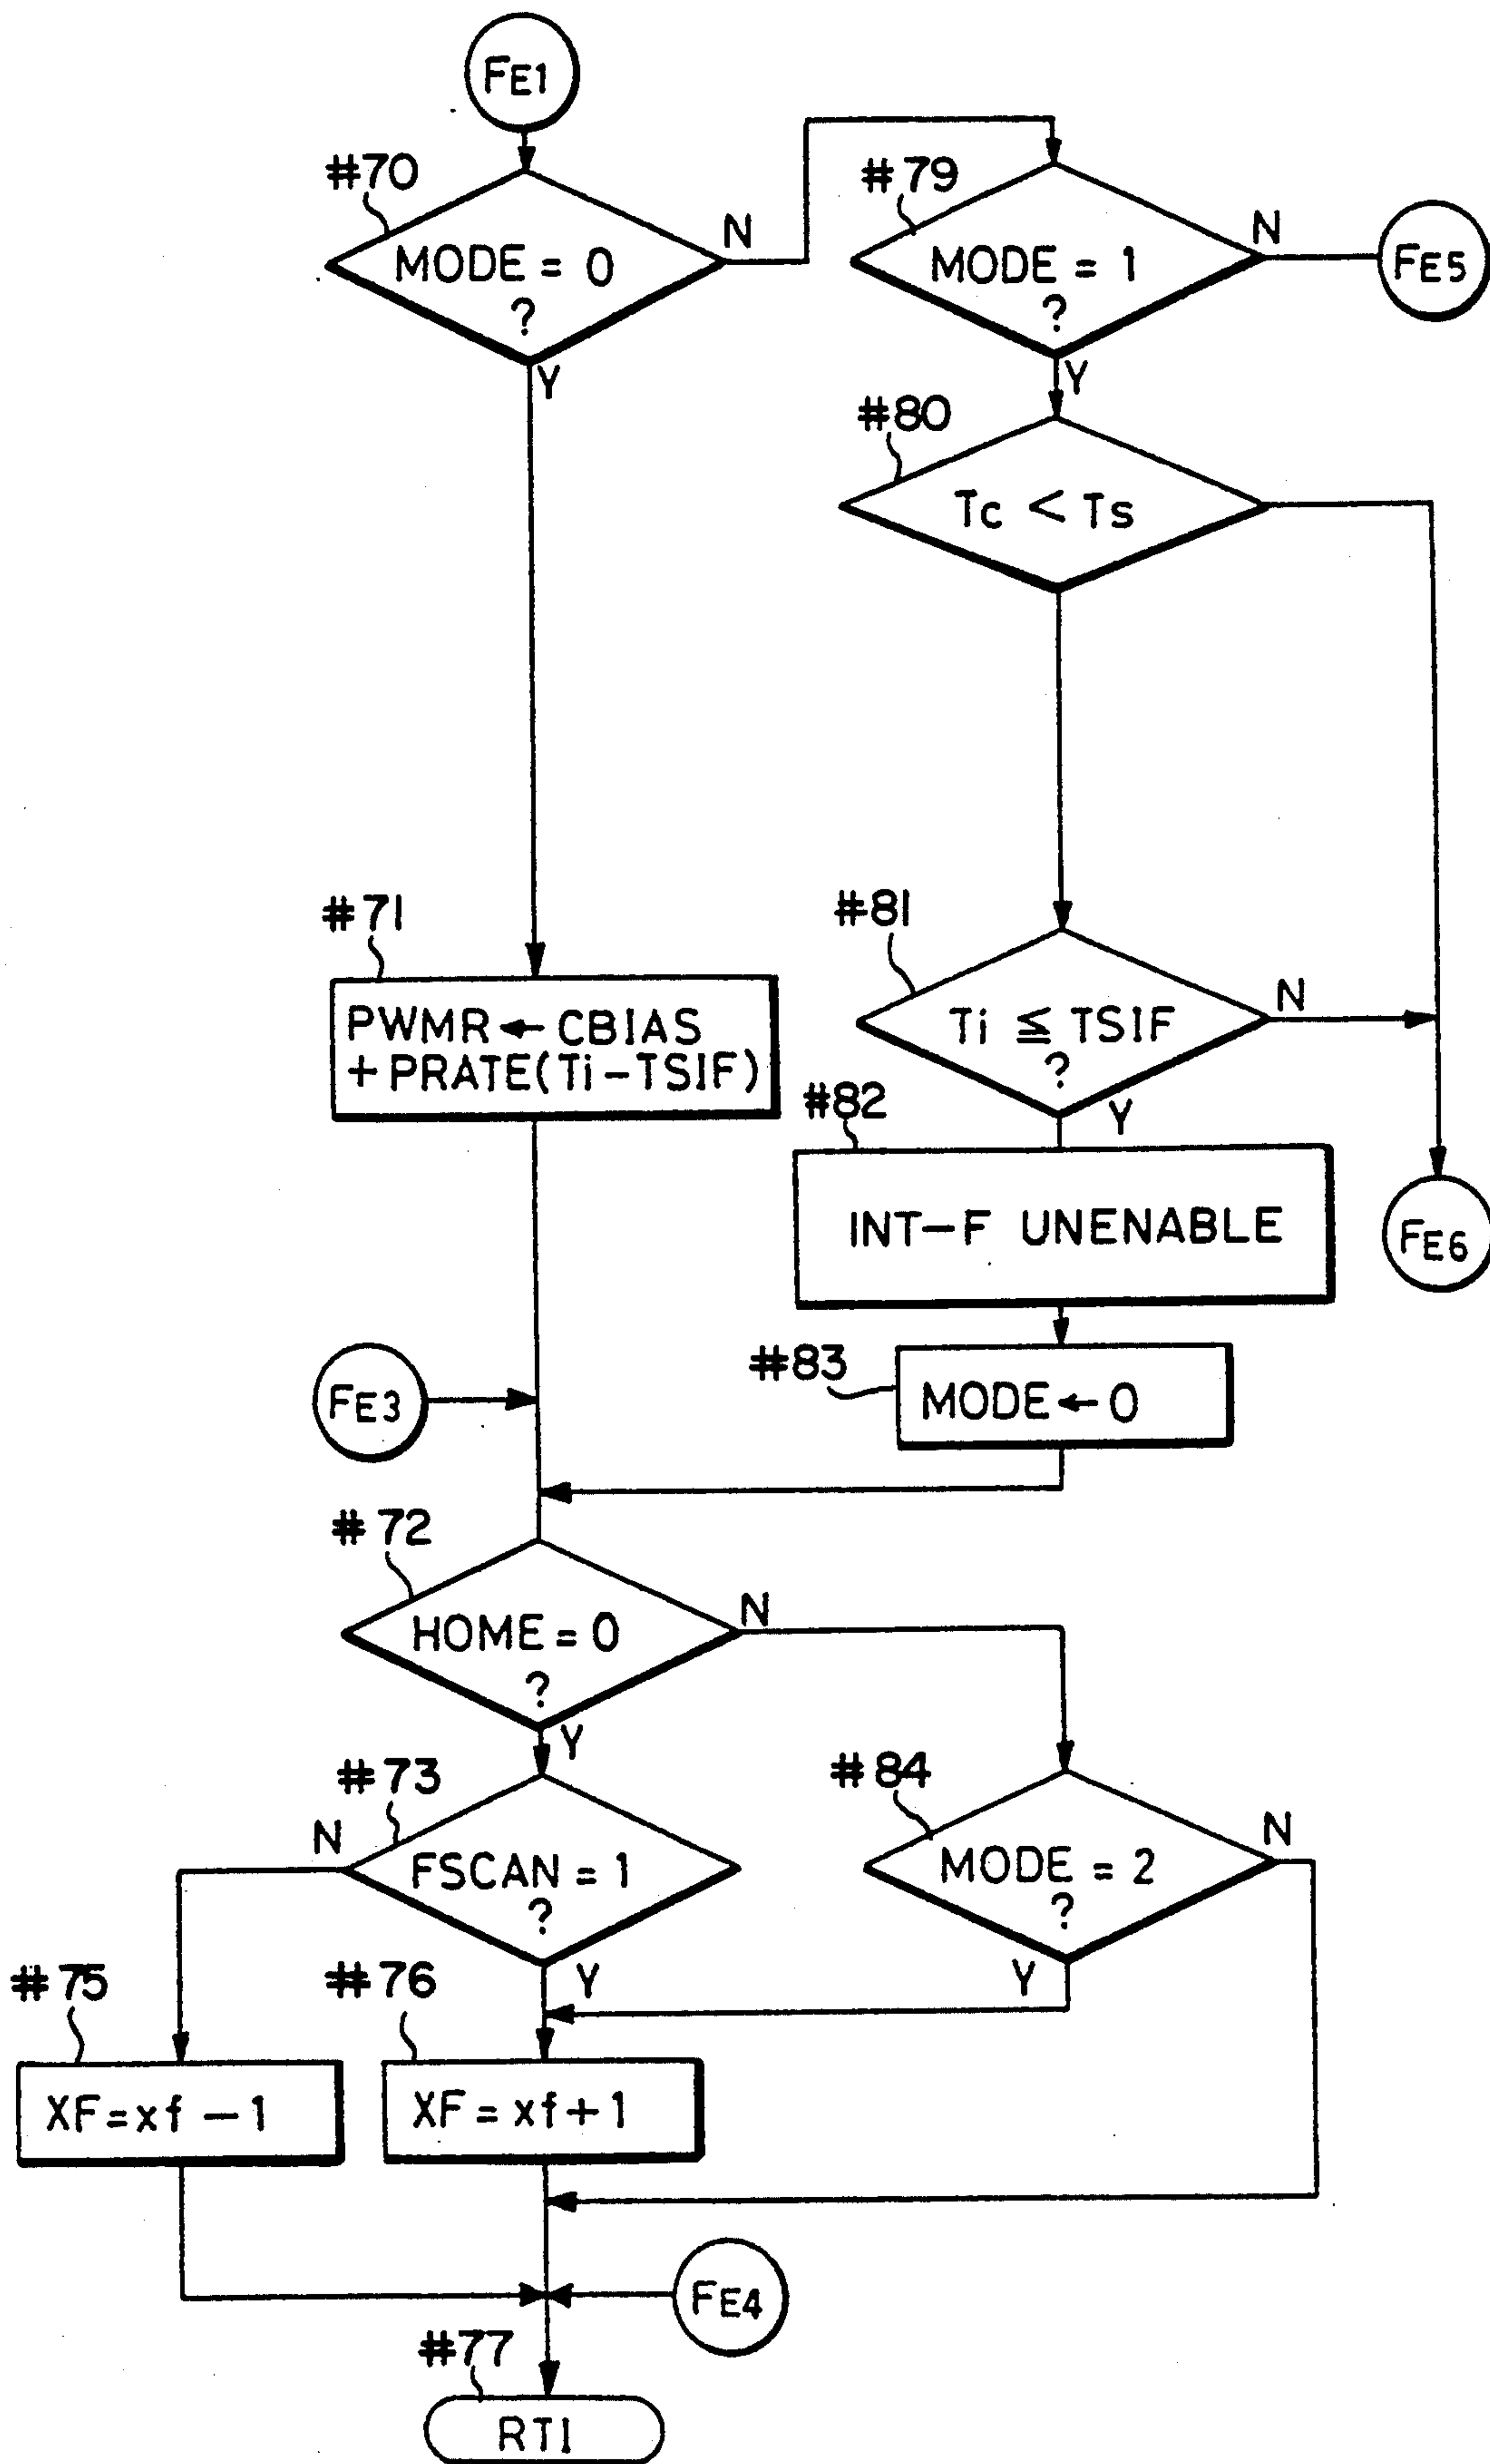 FE1
#70
MODE = 0
?
N
Y
#79
MODE = 1
?
N
FE5
Y
#80
Tc < Ts
#71
PWMR ← CBIAS
+ PRATE(Ti - TSIF)
#81
Ti ≦ TSIF
?
N
Y
#82
INT-F UNENABLE
FE6
#83
MODE ← 0
FE3
#72
HOME = 0
?
N
Y
#73
FSCAN = 1
?
N
Y
#84
MODE = 2
?
N
Y
#75
XF = xf - 1
#76
XF = xf + 1
FE4
#77
RTI